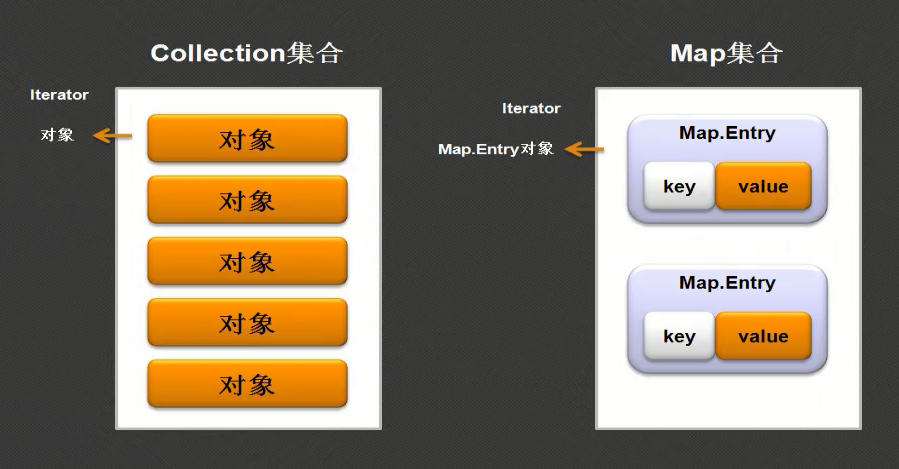 Collection集合
Iterator
对象
对象
对象
对象
对象
对象
Map集合
Iterator
Map.Entry对象
Map.Entry
key
value
Map.Entry
key
value